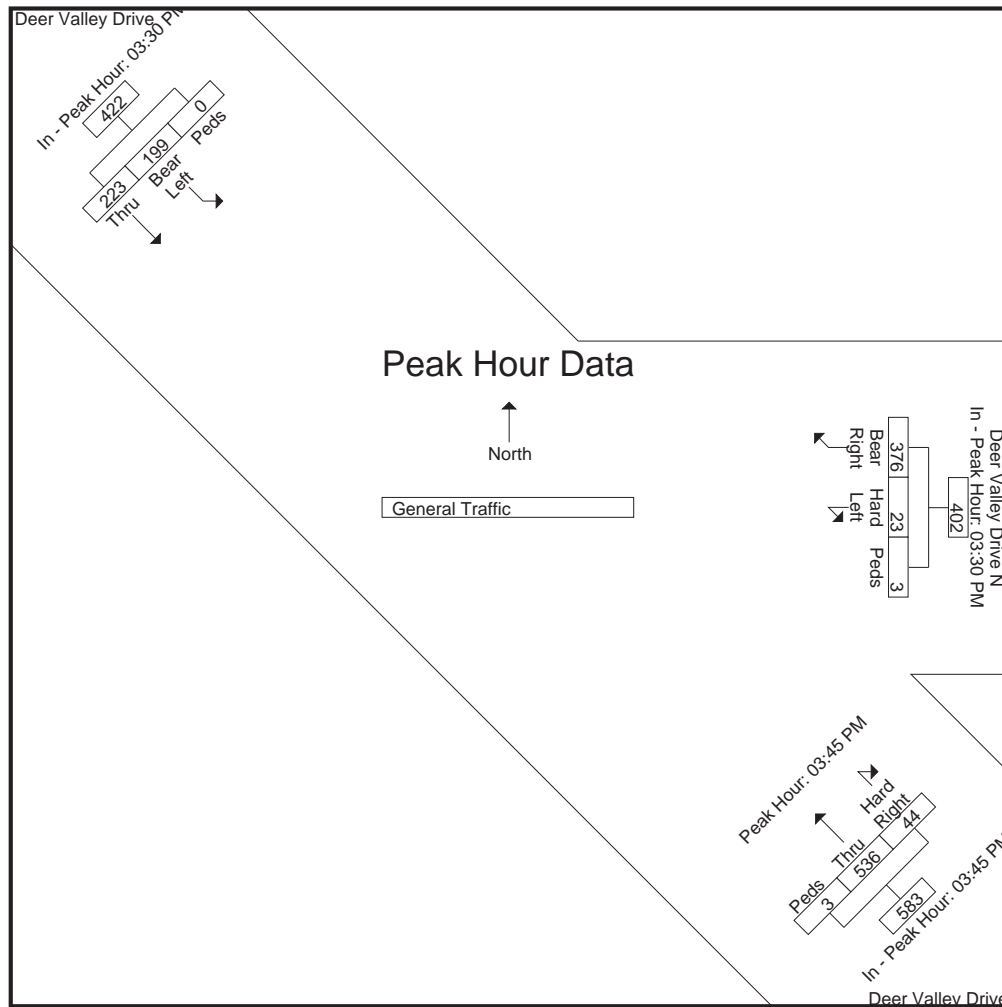 Deer Valley Drive
In - Peak Hour: 03:30 PM
422
223 199 0
Thru
Bear
Left
Peds
Peak Hour Data
North
General Traffic
Deer Valley Drive N
In - Peak Hour: 03:30 PM
402
376 23 3
Bear
Right
Hard
Left
Peds
Peak Hour: 03:45 PM
Hard
Right
Thru
Peds
3 536 44
583
In - Peak Hour: 03:45 PM
Deer Valley Drive